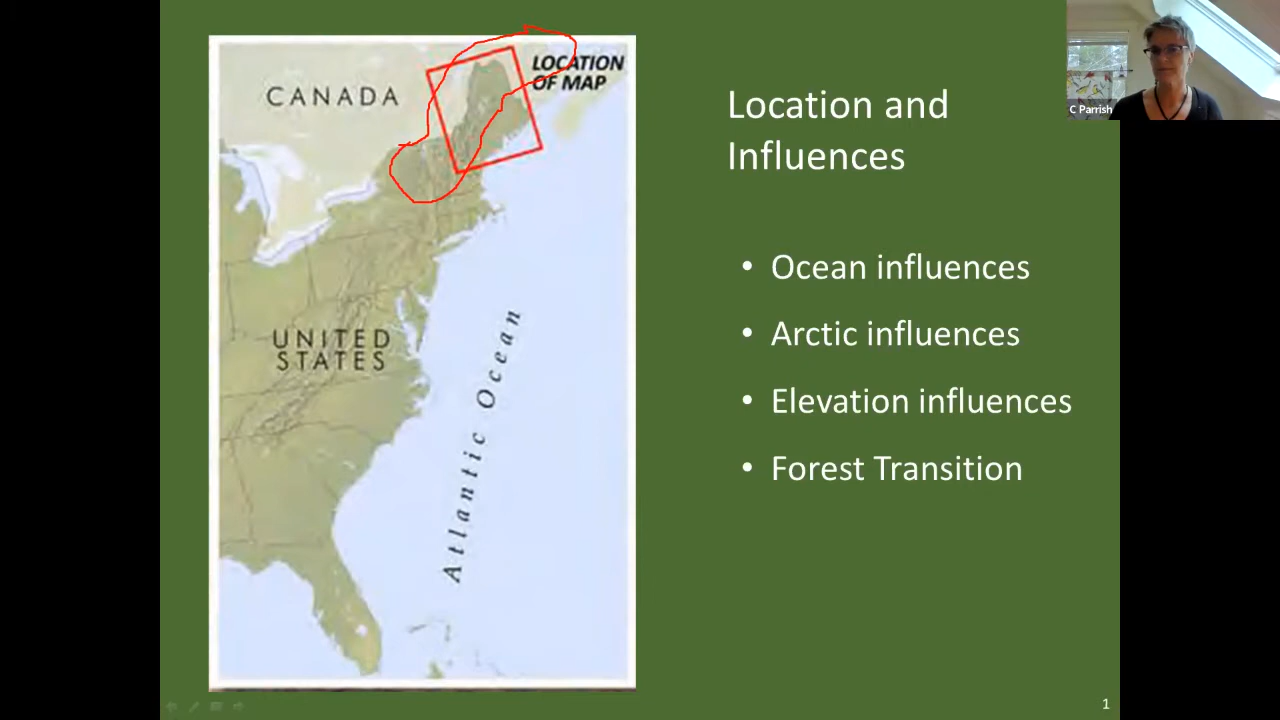 LOCATION
OF MAP
CANADA
UNITED
STATES
Atlantic Ocean
Location and
Influences
• Ocean influences
• Arctic influences
• Elevation influences
• Forest Transition
C Parrish
1